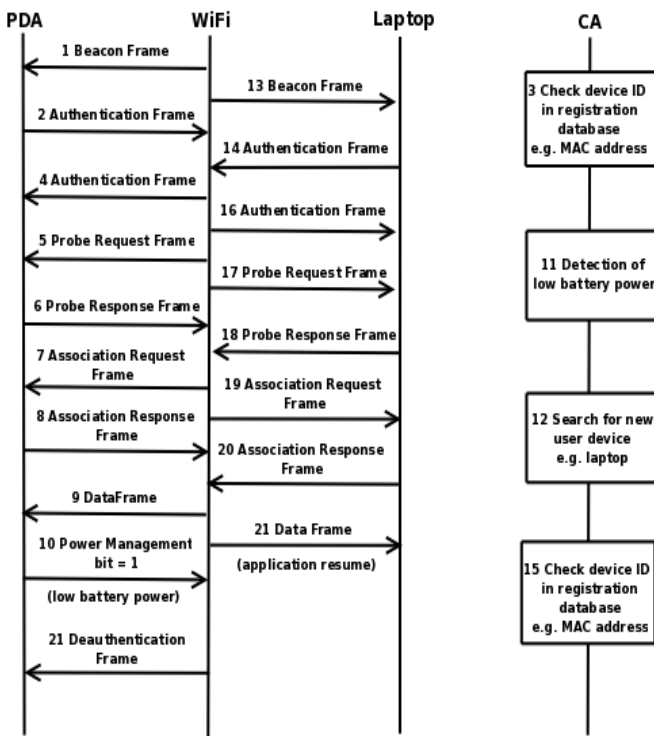 PDA WiFi Laptop CA
1 Beacon Frame
13 Beacon Frame
2 Authentication Frame
14 Authentication Frame
4 Authentication Frame
16 Authentication Frame
5 Probe Request Frame
17 Probe Request Frame
6 Probe Response Frame
18 Probe Response Frame
7 Association Request
Frame
19 Association Request
Frame
8 Association Response
Frame
20 Association Response
Frame
9 DataFrame
10 Power Management
bit = 1
(low battery power)
21 Data Frame
(application resume)
21 Deauthentication
Frame
3 Check device ID
in registration
database
e.g. MAC address
11 Detection of
low battery power
12 Search for new
user device
e.g. laptop
15 Check device ID
in registration
database
e.g. MAC address